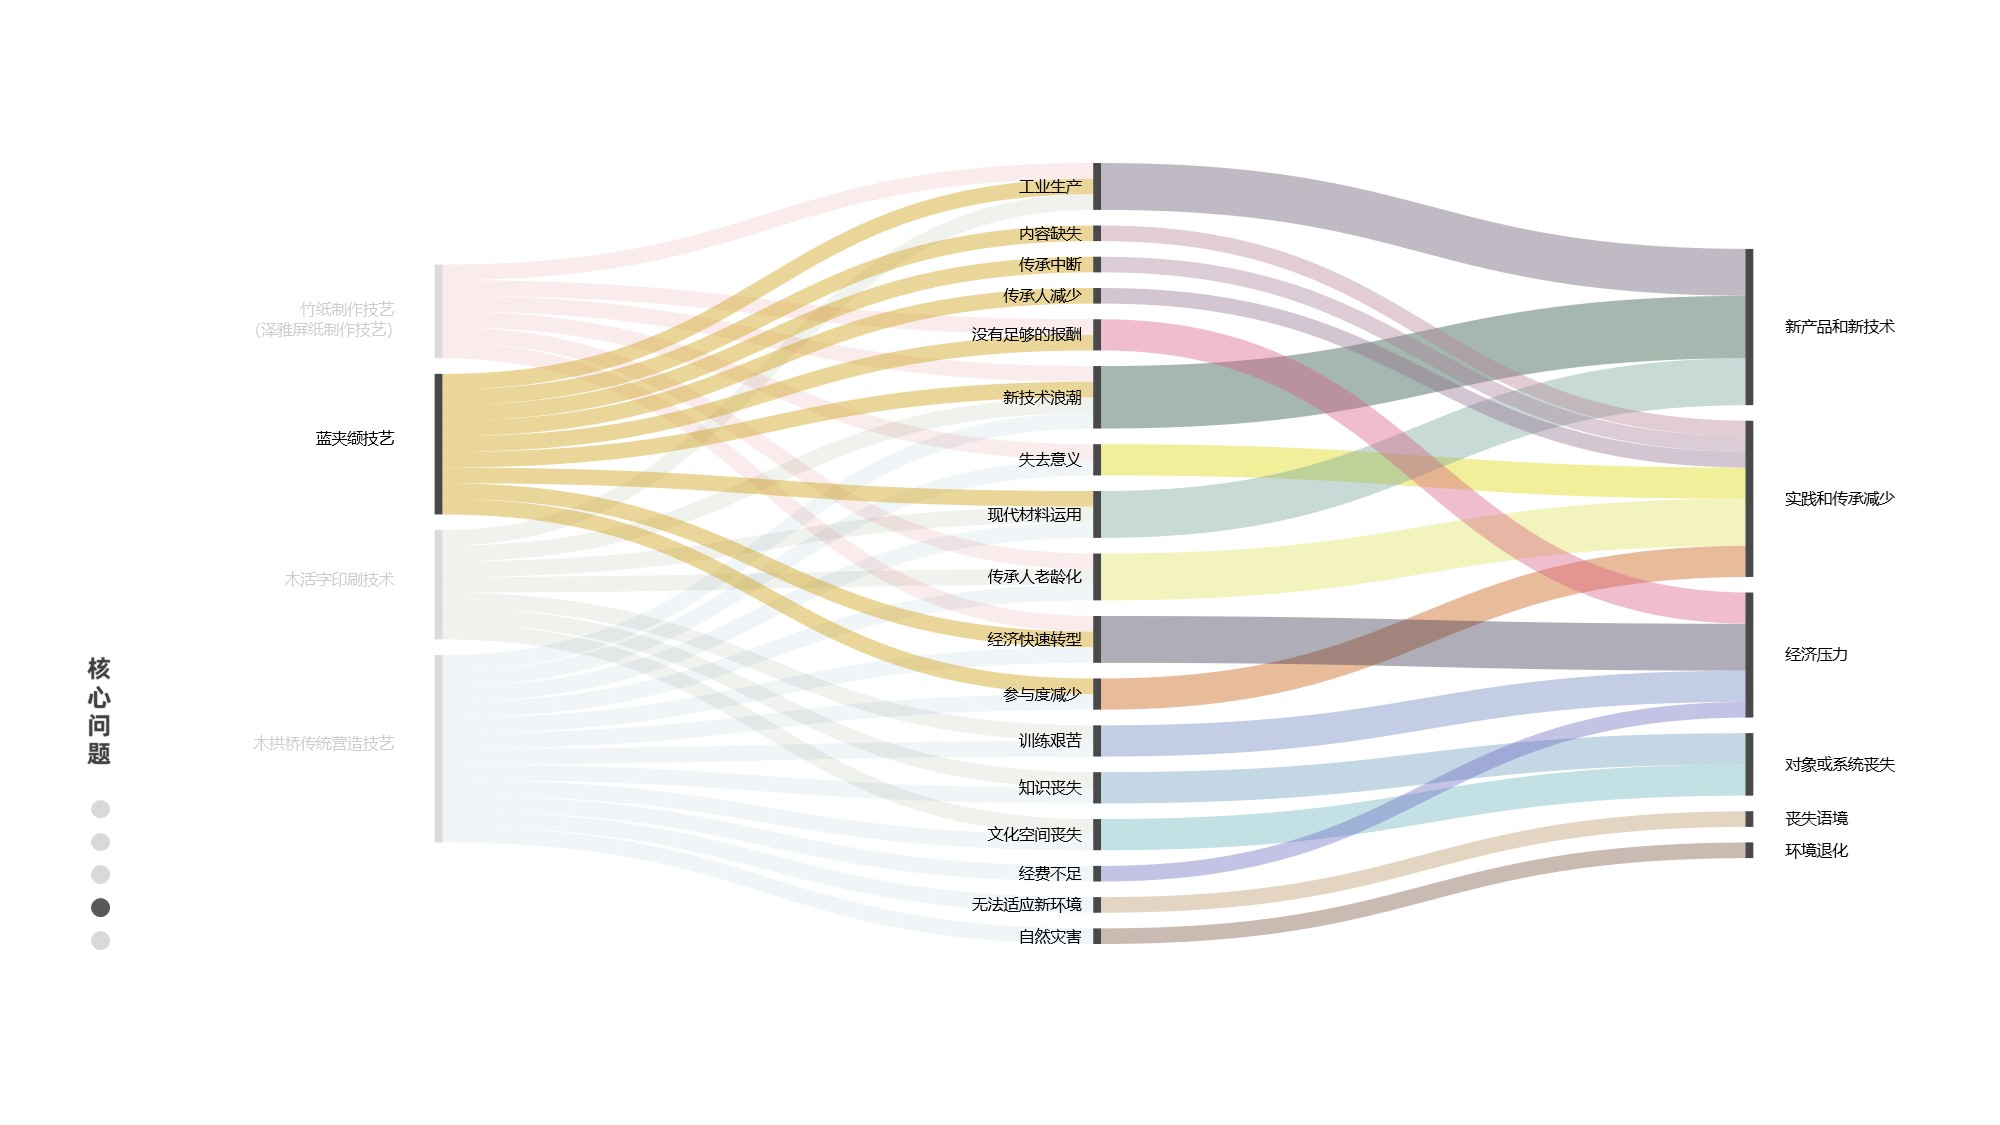 竹纸制作技艺
（泽雅屏纸制作技艺）
蓝夹缬技艺
木活字印刷技术
木拱桥传统营造技艺
核心问题
工业生产
内容缺失
传承中断
传承人减少
没有足够的报酬
新技术浪潮
失去意义
现代材料运用
传承人老龄化
经济快速转型
参与度减少
训练艰苦
知识丧失
文化空间丧失
经费不足
无法适应新环境
自然灾害
新产品和新技术
实践和传承减少
经济压力
对象或系统丧失
丧失语境
环境退化